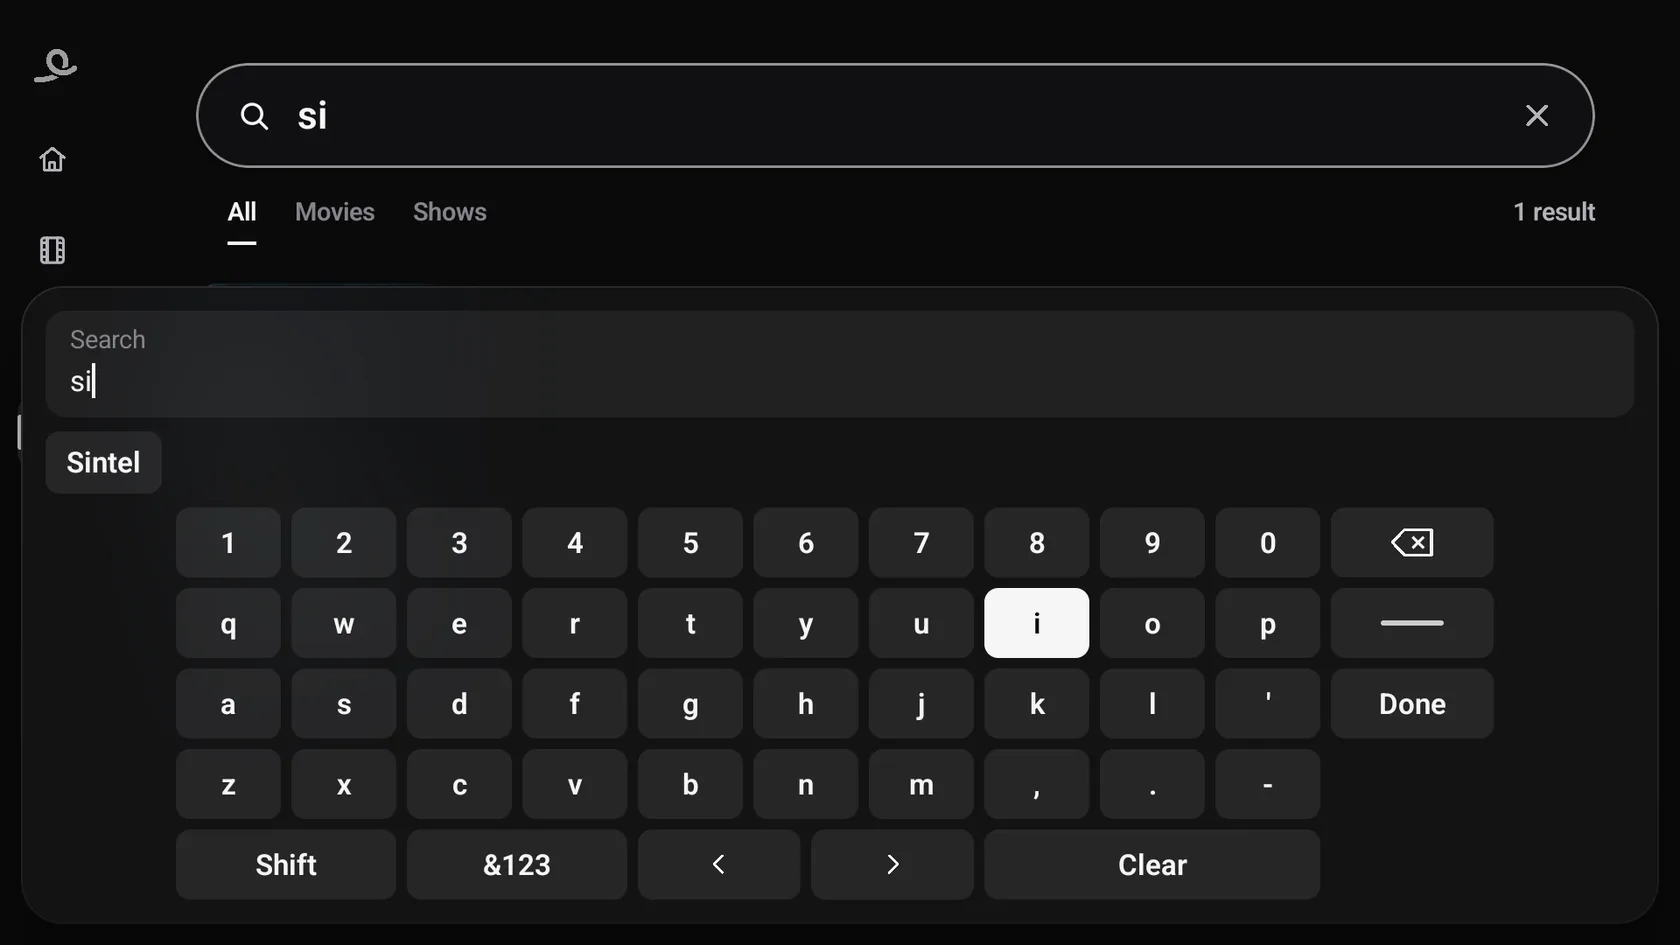 si
All Movies Shows 1 result
Search
si
Sintel
1 2 3 4 5 6 7 8 9 0
q w e r t y u i o p
a s d f g h j k l ' Done
z x c v b n m , . -
Shift &123 < > Clear